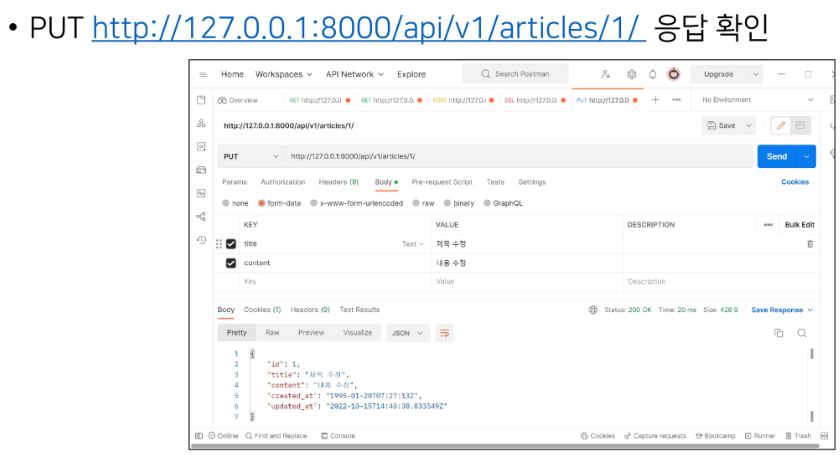 • PUT http://127.0.0.1:8000/api/v1/articles/1/ 응답 확인
Home Workspaces API Network Explore Search Postman Upgrade
Overview GET http://127.0.0. GET http://127.0.0. POST http://127.0.( DEL http://127.0.0. PUT http://127.0.0. + No Environment
http://127.0.0.1:8000/api/v1/articles/1/ Save
PUT http://127.0.0.1:8000/api/v1/articles/1/ Send
Params Authorization Headers (9) Body Pre-request Script Tests Settings Cookies
none form-data x-www-form-urlencoded raw binary GraphQL
KEY VALUE DESCRIPTION Bulk Edit
title Text 제목 수정
content 내용 수정
Key Value Description
Body Cookies (1) Headers (9) Test Results Status: 200 OK Time: 20 ms Size: 426 B Save Response
Pretty Raw Preview Visualize JSON
1 {
2 "id": 1,
3 "title": "제목 수정",
4 "content": "내용 수정",
5 "created_at": "1995-01-20T07:27:13Z",
6 "updated_at": "2022-10-15T14:40:38.833549Z"
7 }
Online Find and Replace Console Cookies Capture requests Bootcamp Runner Trash